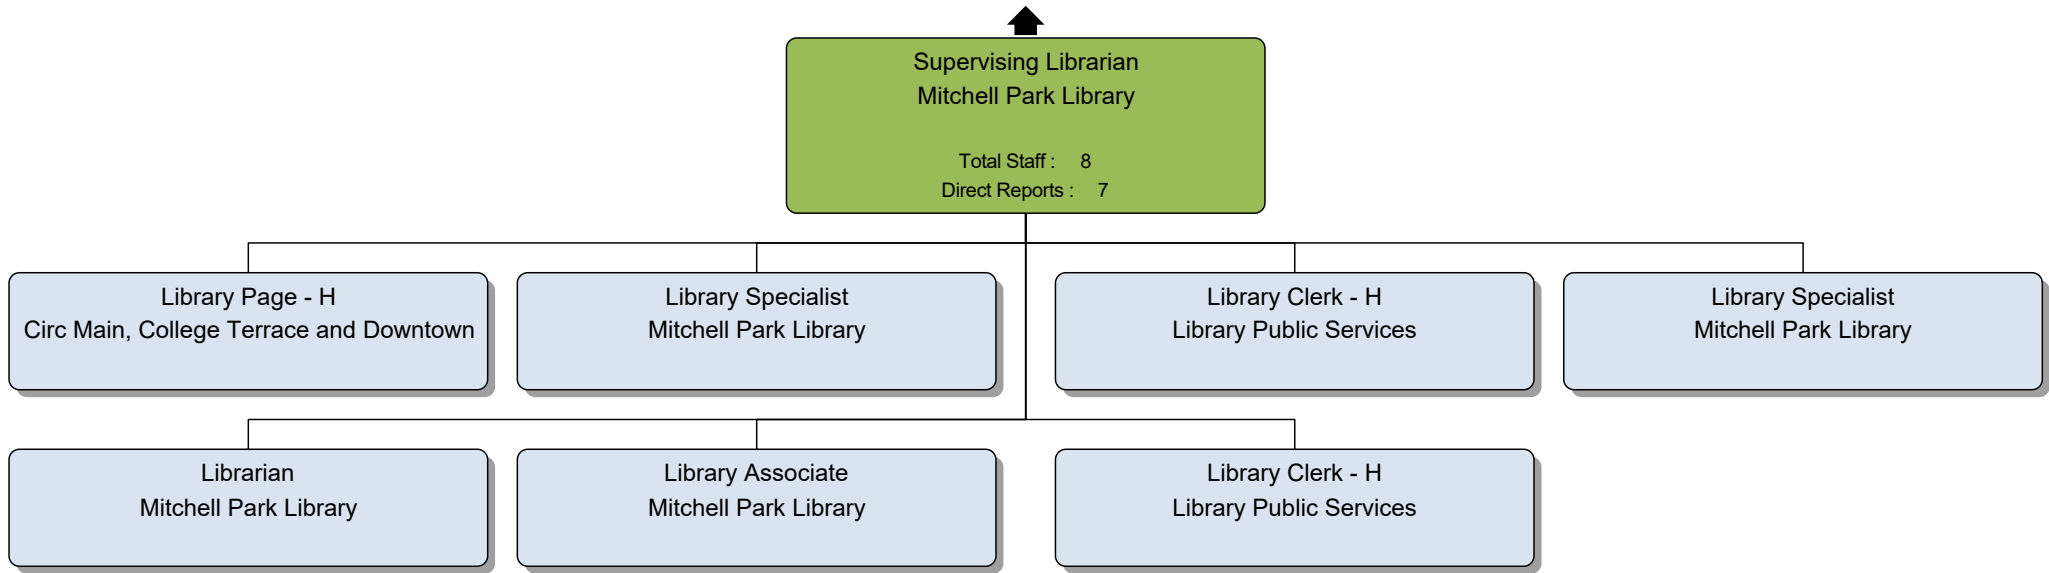 Supervising Librarian
Mitchell Park Library
Total Staff : 8
Direct Reports : 7
Library Page - H
Circ Main, College Terrace and Downtown
Library Specialist
Mitchell Park Library
Library Clerk - H
Library Public Services
Library Specialist
Mitchell Park Library
Librarian
Mitchell Park Library
Library Associate
Mitchell Park Library
Library Clerk - H
Library Public Services